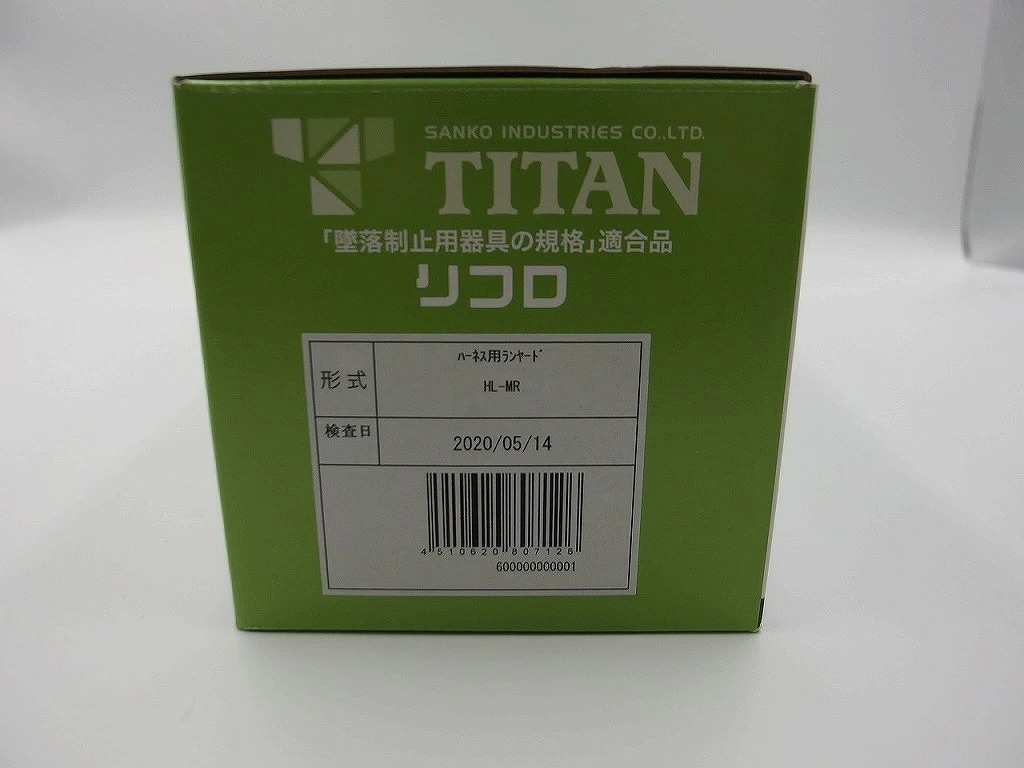 SANKO INDUSTRIES CO.,LTD.
TITAN
「墜落制止用器具の規格」適合品
リコロ
形式
ﾊｰﾈｽ用ﾗﾝﾔｰﾄﾞ
HL-MR
検査日
2020/05/14
4510620807126
600000000001